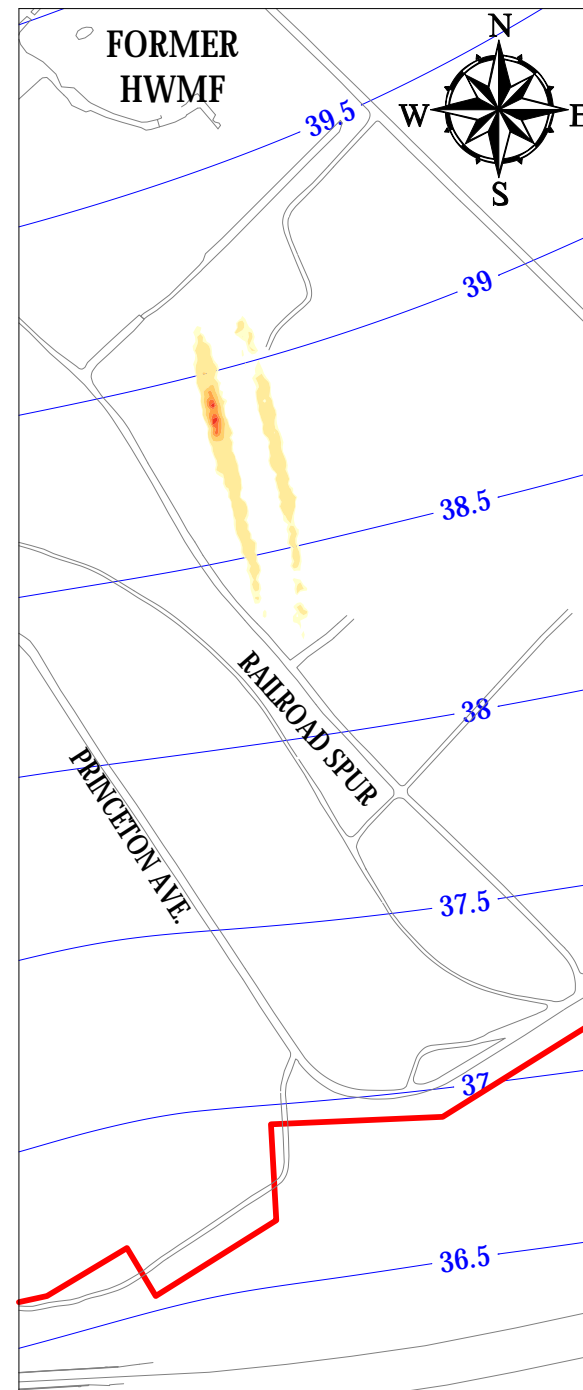 FORMER
HWMF
N
W
E
S
39.5
39
38.5
RAILROAD SPUR
38
PRINCETON AVE.
37.5
37
36.5